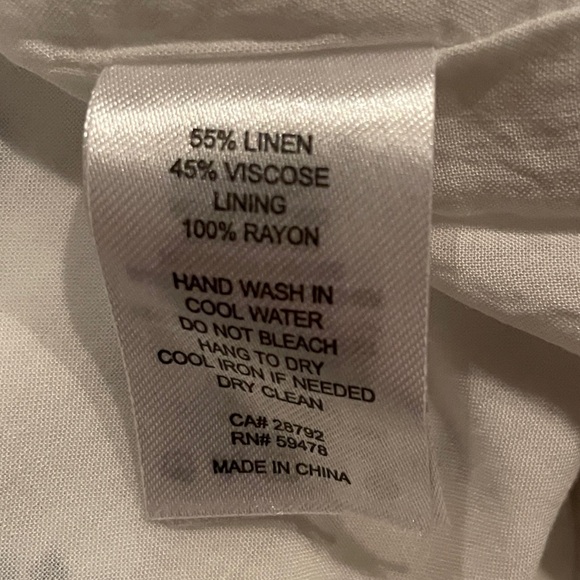 55% LINEN
45% VISCOSE
LINING
100% RAYON
HAND WASH IN
COOL WATER
DO NOT BLEACH
HANG TO DRY
COOL IRON IF NEEDED
DRY CLEAN
CA# 28792
RN# 59478
MADE IN CHINA